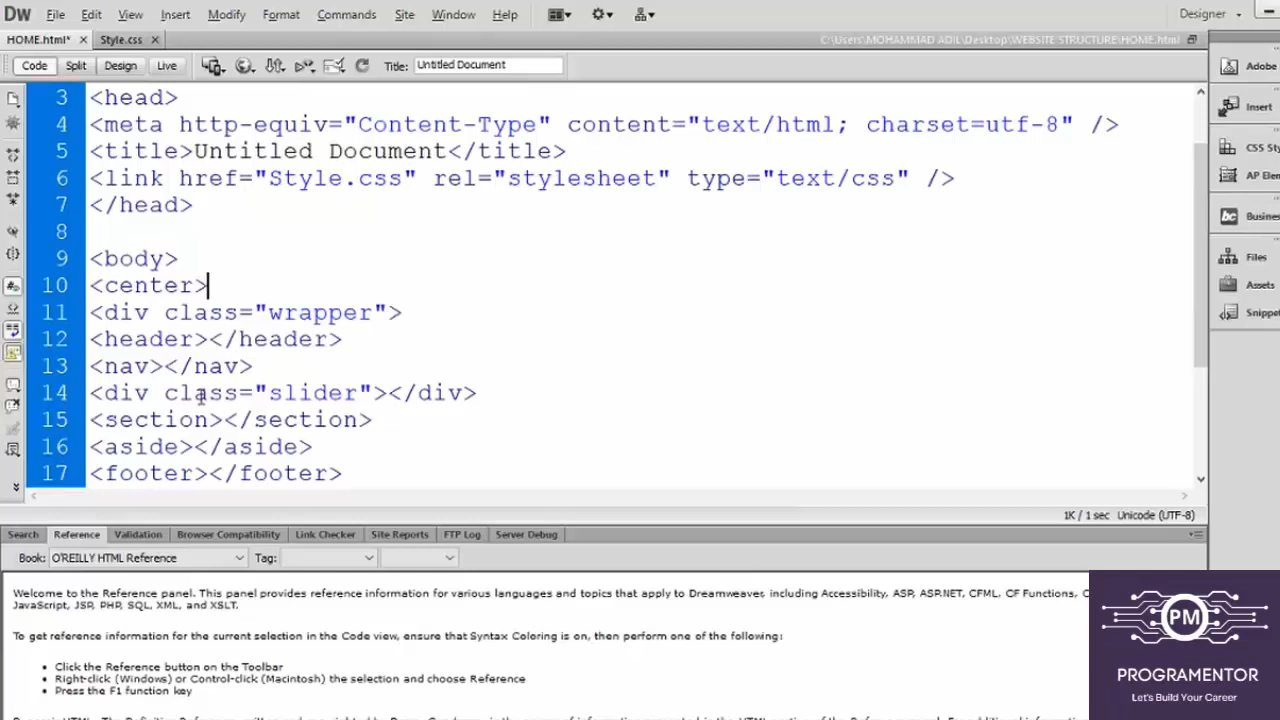 Dw File Edit View Insert Modify Format Commands Site Window Help Designer
HOME.html* × Style.css × C:\Users\MOHAMMAD ADIL\Desktop\WEBSITE STRUCTURE\HOME.html
Code Split Design Live Title: Untitled Document
3 <head>
4 <meta http-equiv="Content-Type" content="text/html; charset=utf-8" />
5 <title>Untitled Document</title>
6 <link href="Style.css" rel="stylesheet" type="text/css" />
7 </head>
8
9 <body>
10 <center>
11 <div class="wrapper">
12 <header></header>
13 <nav></nav>
14 <div class="slider"></div>
15 <section></section>
16 <aside></aside>
17 <footer></footer>
Adobe
Insert
CSS Sty
AP Elem
Busines
Files
Assets
Snippet
1K / 1 sec Unicode (UTF-8)
Search Reference Validation Browser Compatibility Link Checker Site Reports FTP Log Server Debug
Book: O'REILLY HTML Reference Tag:
Welcome to the Reference panel. This panel provides reference information for various languages and topics that apply to Dreamweaver, including Accessibility, ASP, ASP.NET, CFML, CF Functions,
JavaScript, JSP, PHP, SQL, XML, and XSLT.
To get reference information for the current selection in the Code view, ensure that Syntax Coloring is on, then perform one of the following:
• Click the Reference button on the Toolbar
• Right-click (Windows) or Control-click (Macintosh) the selection and choose Reference
• Press the F1 function key
PM
PROGRAMENTOR
Let's Build Your Career